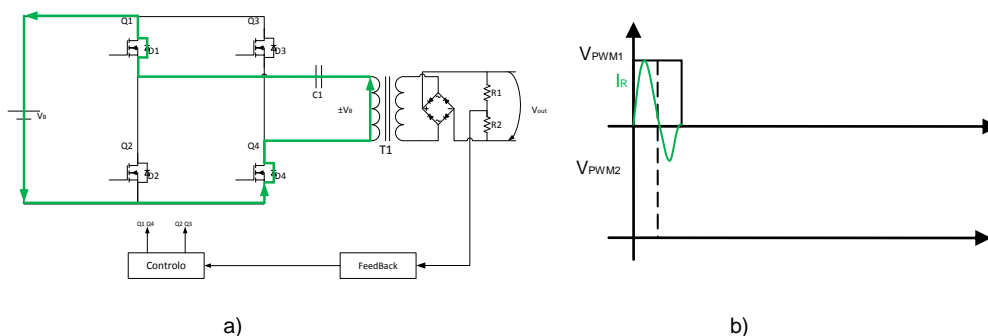 Q1
Q3
D1
D3
C1
VB
±VB
T1
R1
R2
Vout
Q2
Q4
D2
D4
Q1 Q4
Q2 Q3
Controlo
FeedBack
a)
VPWM1
IR
VPWM2
b)